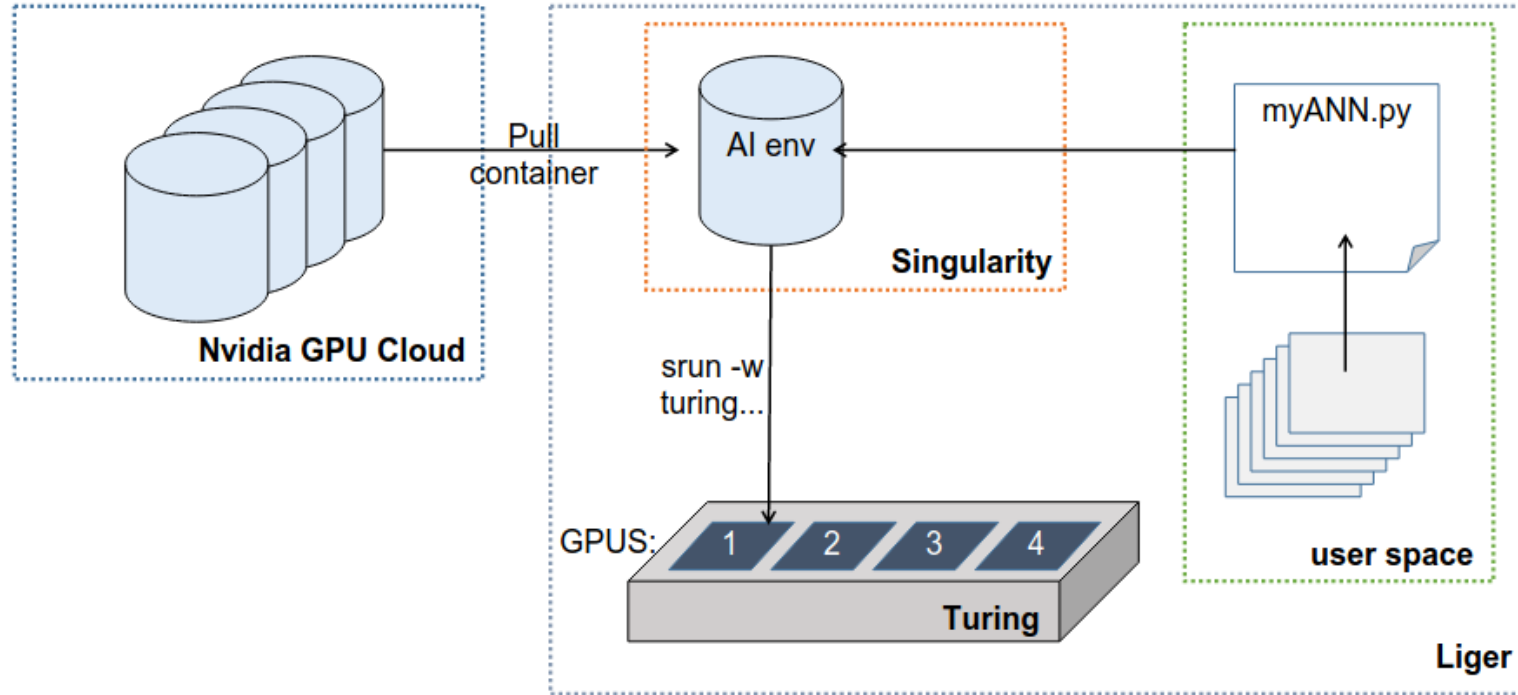 Pull
container
Nvidia GPU Cloud
AI env
Singularity
myANN.py
user space
srun -w
turing...
GPUS:
1
2
3
4
Turing
Liger